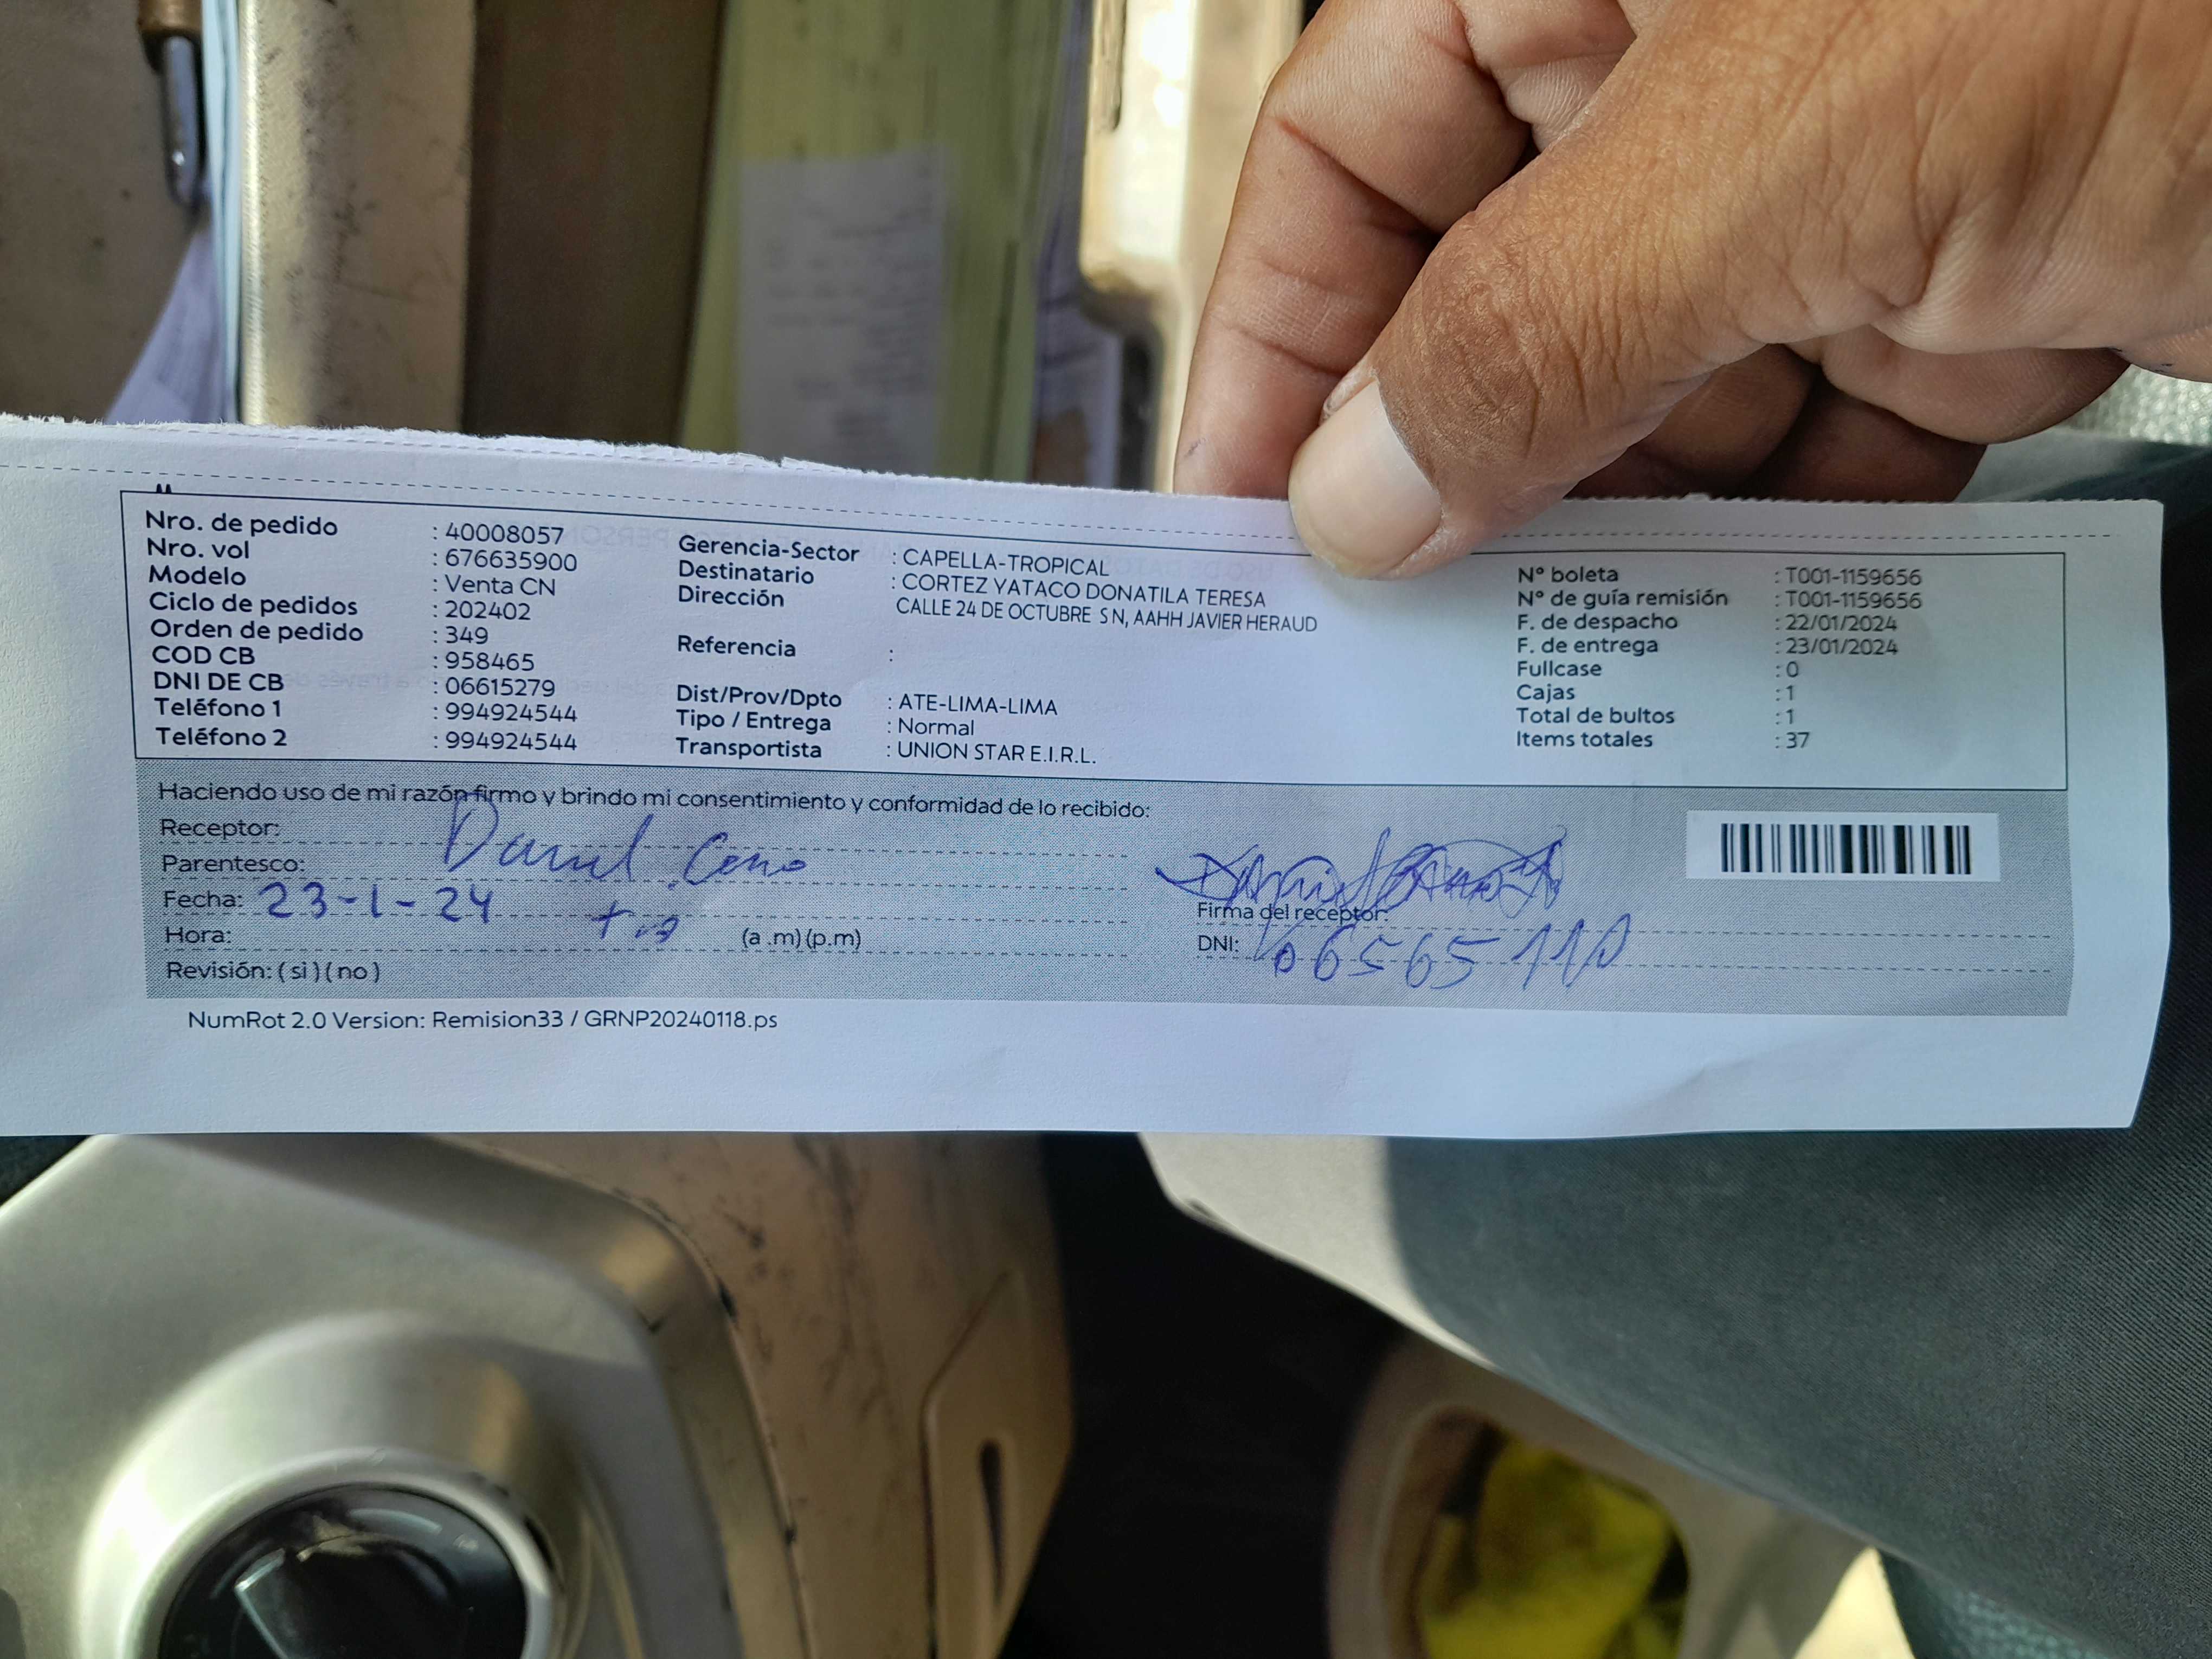 Nro. de pedido : 40008057
Nro. vol : 676635900
Modelo : Venta CN
Ciclo de pedidos : 202402
Orden de pedido : 349
COD CB : 958465
DNI DE CB : 06615279
Teléfono 1 : 994924544
Teléfono 2 : 994924544
Gerencia-Sector : CAPELLA-TROPICAL
Destinatario : CORTEZ YATACO DONATILA TERESA
Dirección CALLE 24 DE OCTUBRE S N, AAHH JAVIER HERAUD
Referencia :
Dist/Prov/Dpto : ATE-LIMA-LIMA
Tipo / Entrega : Normal
Transportista : UNION STAR E.I.R.L.
N° boleta : T001-1159656
N° de guía remisión : T001-1159656
F. de despacho : 22/01/2024
F. de entrega : 23/01/2024
Fullcase : 0
Cajas : 1
Total de bultos : 1
Items totales : 37
Haciendo uso de mi razón firmo y brindo mi consentimiento y conformidad de lo recibido:
Receptor:
Parentesco:
Fecha: 23-1-24
Hora: (a .m) (p.m)
Revisión: ( si ) ( no )
Firma del receptor:
DNI:
NumRot 2.0 Version: Remision33 / GRNP20240118.ps